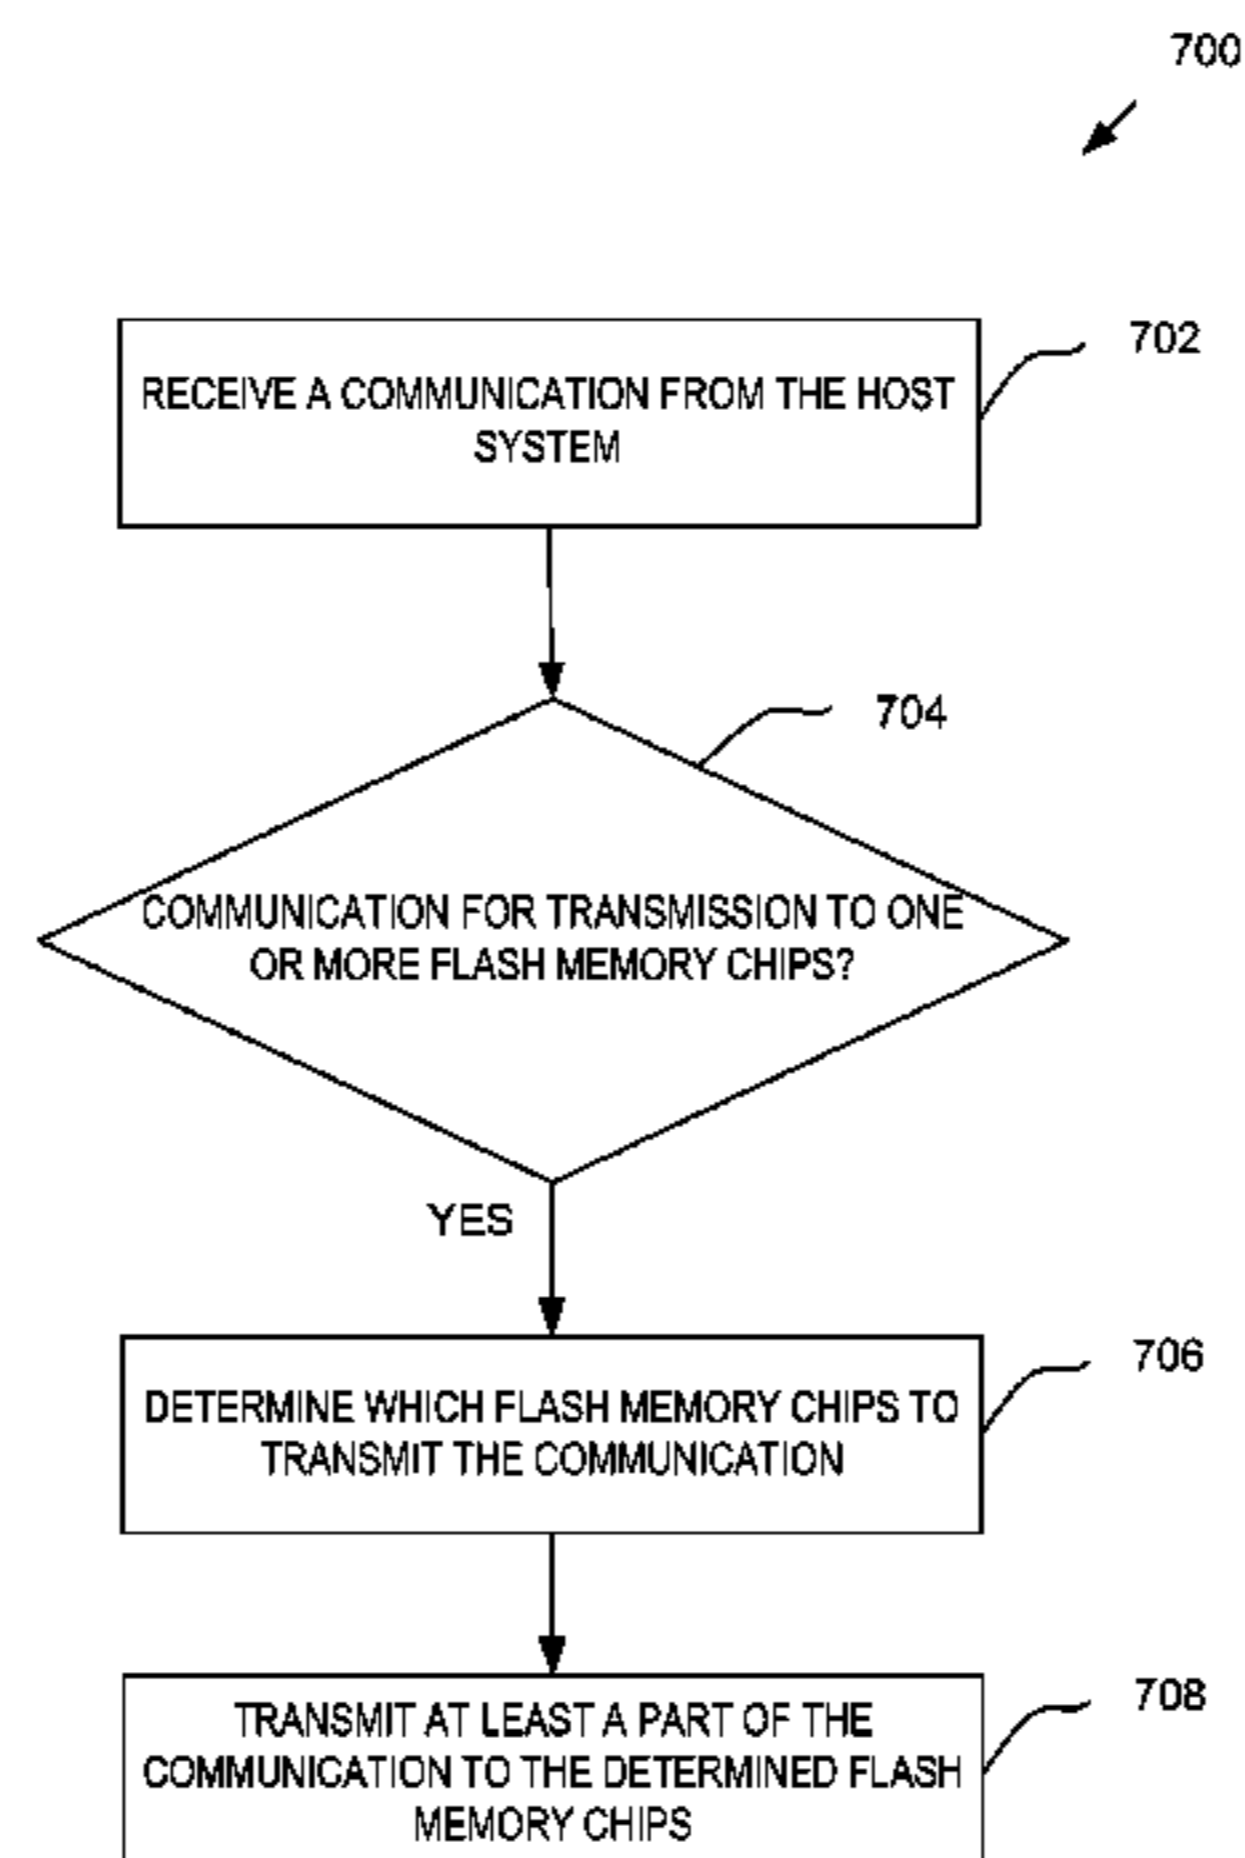 700
RECEIVE A COMMUNICATION FROM THE HOST
SYSTEM
702
704
COMMUNICATION FOR TRANSMISSION TO ONE
OR MORE FLASH MEMORY CHIPS?
YES
DETERMINE WHICH FLASH MEMORY CHIPS TO
TRANSMIT THE COMMUNICATION
706
TRANSMIT AT LEAST A PART OF THE
COMMUNICATION TO THE DETERMINED FLASH
MEMORY CHIPS
708